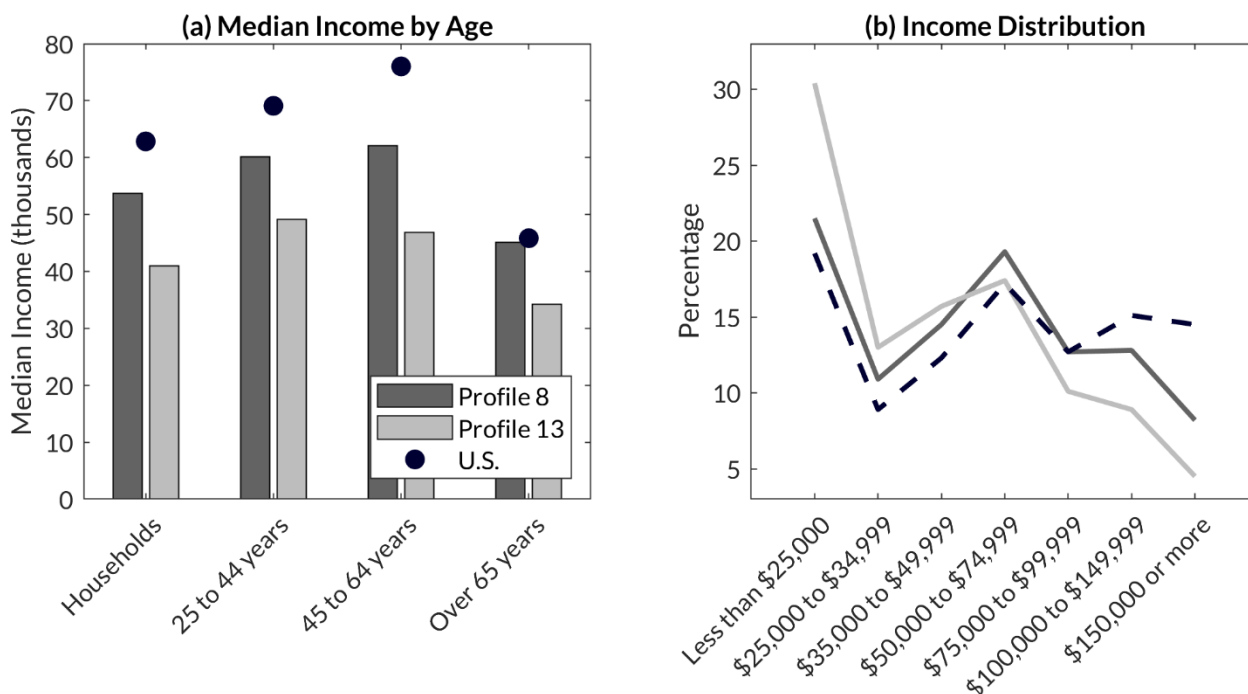 (a) Median Income by Age
Median Income (thousands)
80
70
60
50
40
30
20
10
0
Households
25 to 44 years
45 to 64 years
Over 65 years
Profile 8
Profile 13
U.S.
(b) Income Distribution
Percentage
30
25
20
15
10
5
Less than $25,000
$25,000 to $34,999
$35,000 to $49,999
$50,000 to $74,999
$75,000 to $99,999
$100,000 to $149,999
$150,000 or more